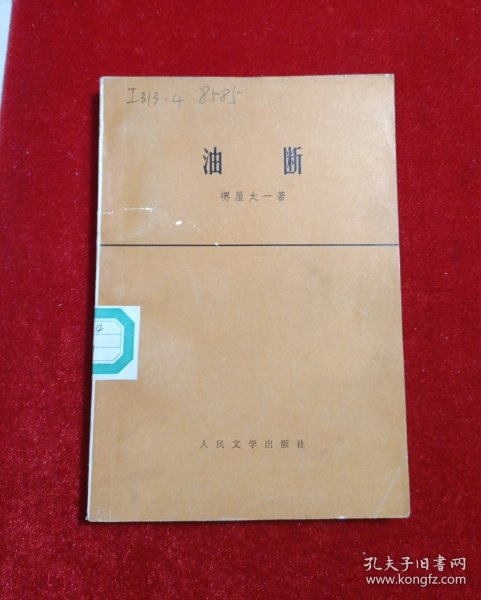 I313.4 8585
油断
堺屋太一著
4
人民文学出版社
孔夫子旧书网
www.kongfz.com